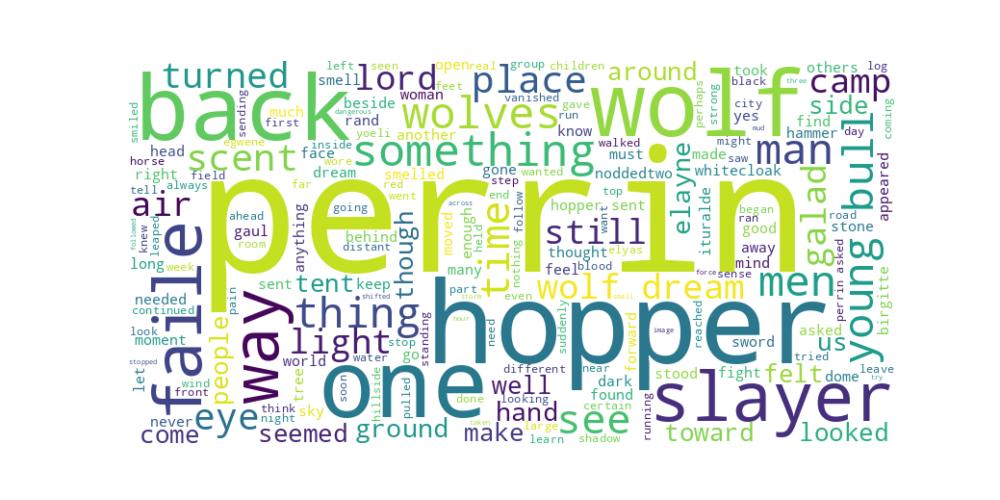 left
seen
group
children
open
real
log
turned
smell
lord
place
around
took
others
camp
black
three
smiled
sending
back
dangerous
much
first
beside
woman
feet
vanished
wolf
perhaps
strong
city
yes
side
coming
rand
yoeli
another
wolves
gave
run
know
find
hammer
day
egwene
inside
wore
face
walked
must
might
mud
head
horse
right
field
scent
smelled
something
made
saw
man
bull
tell
always
dream
gone
step
wanted
noddedtwo
whitecloak
elayne
galad
appeared
air
perrin
far
red
went
end
top
began
ran
good
road
stone
followed
knew
leaped
ahead
room
gaul
going
across
hopper sent
want
ituralde
young
behind
distant
anything
though
moved
enough
held
time
nothing
follow
still
thought
elyas
feel
blood
away
mind
sense
force
perrin asked
birgitte
long
week
faile
sent
tent
keep
many
part
shifted
storm
even
wolf dream
small
men
needed
continued
people
pain
way
thing
hopper
hour
need
suddenly
image
forward
reached
asked
us
look
moment
light
world
water
stop
go
standing
different
near
sword
tried
dome
leave
try
stopped
let
wind
front
tree
soon
hillside
pulled
one
done
looking
well
dark
found
certain
stood
fight
felt
slayer
never
eye
think
night
sky
taken
large
hand
see
running
come
seemed
ground
make
learn
shadow
toward
looked